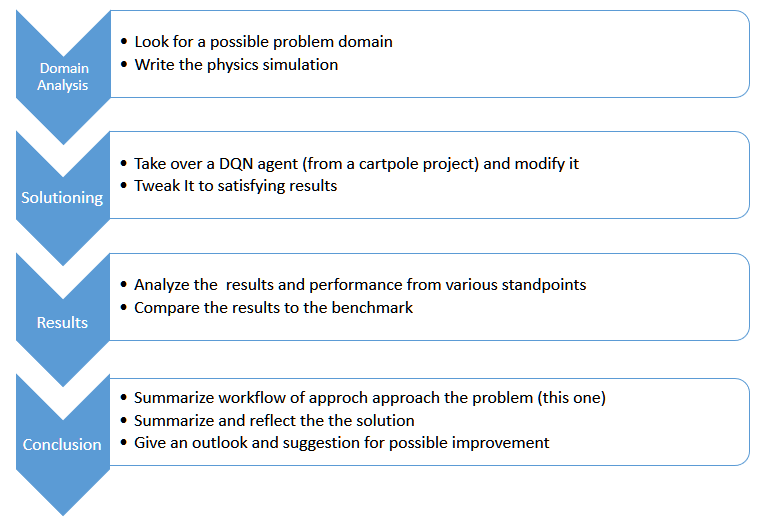 Domain
Analysis
• Look for a possible problem domain
• Write the physics simulation
Solutioning
• Take over a DQN agent (from a cartpole project) and modify it
• Tweak It to satisfying results
Results
• Analyze the  results and performance from various standpoints
• Compare the results to the benchmark
Conclusion
• Summarize workflow of approch approach the problem (this one)
• Summarize and reflect the the solution
• Give an outlook and suggestion for possible improvement